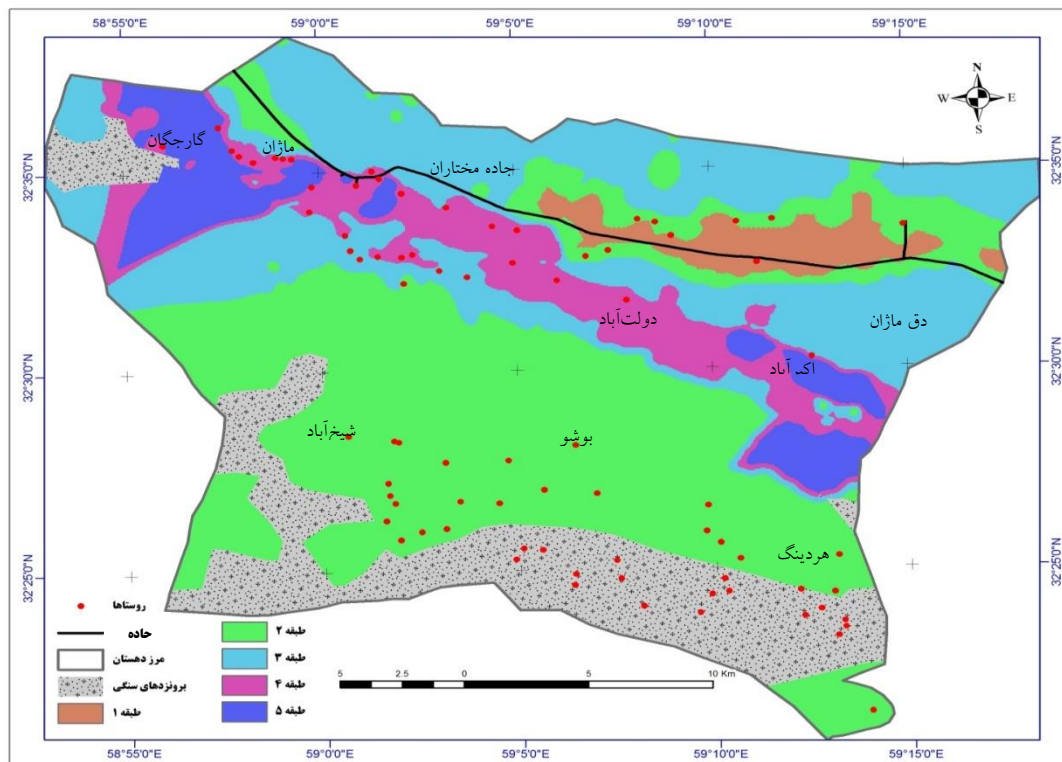 58°55'0"E 59°0'0"E 59°5'0"E 59°10'0"E 59°15'0"E
N
W E
S
32°35'0"N
32°35'0"N
گارجگان
ماژان
جاده مختاران
دولت‌آباد
دق ماژان
32°30'0"N
32°30'0"N
شیخ‌آباد
بوشو
هردینگ
32°25'0"N
32°25'0"N
روستاها
جاده
مرز دهستان
برونزدهای سنگی
طبقه ۱
طبقه ۲
طبقه ۳
طبقه ۴
طبقه ۵
5 2.5 0 5 10 Km
58°55'0"E 59°0'0"E 59°5'0"E 59°10'0"E 59°15'0"E